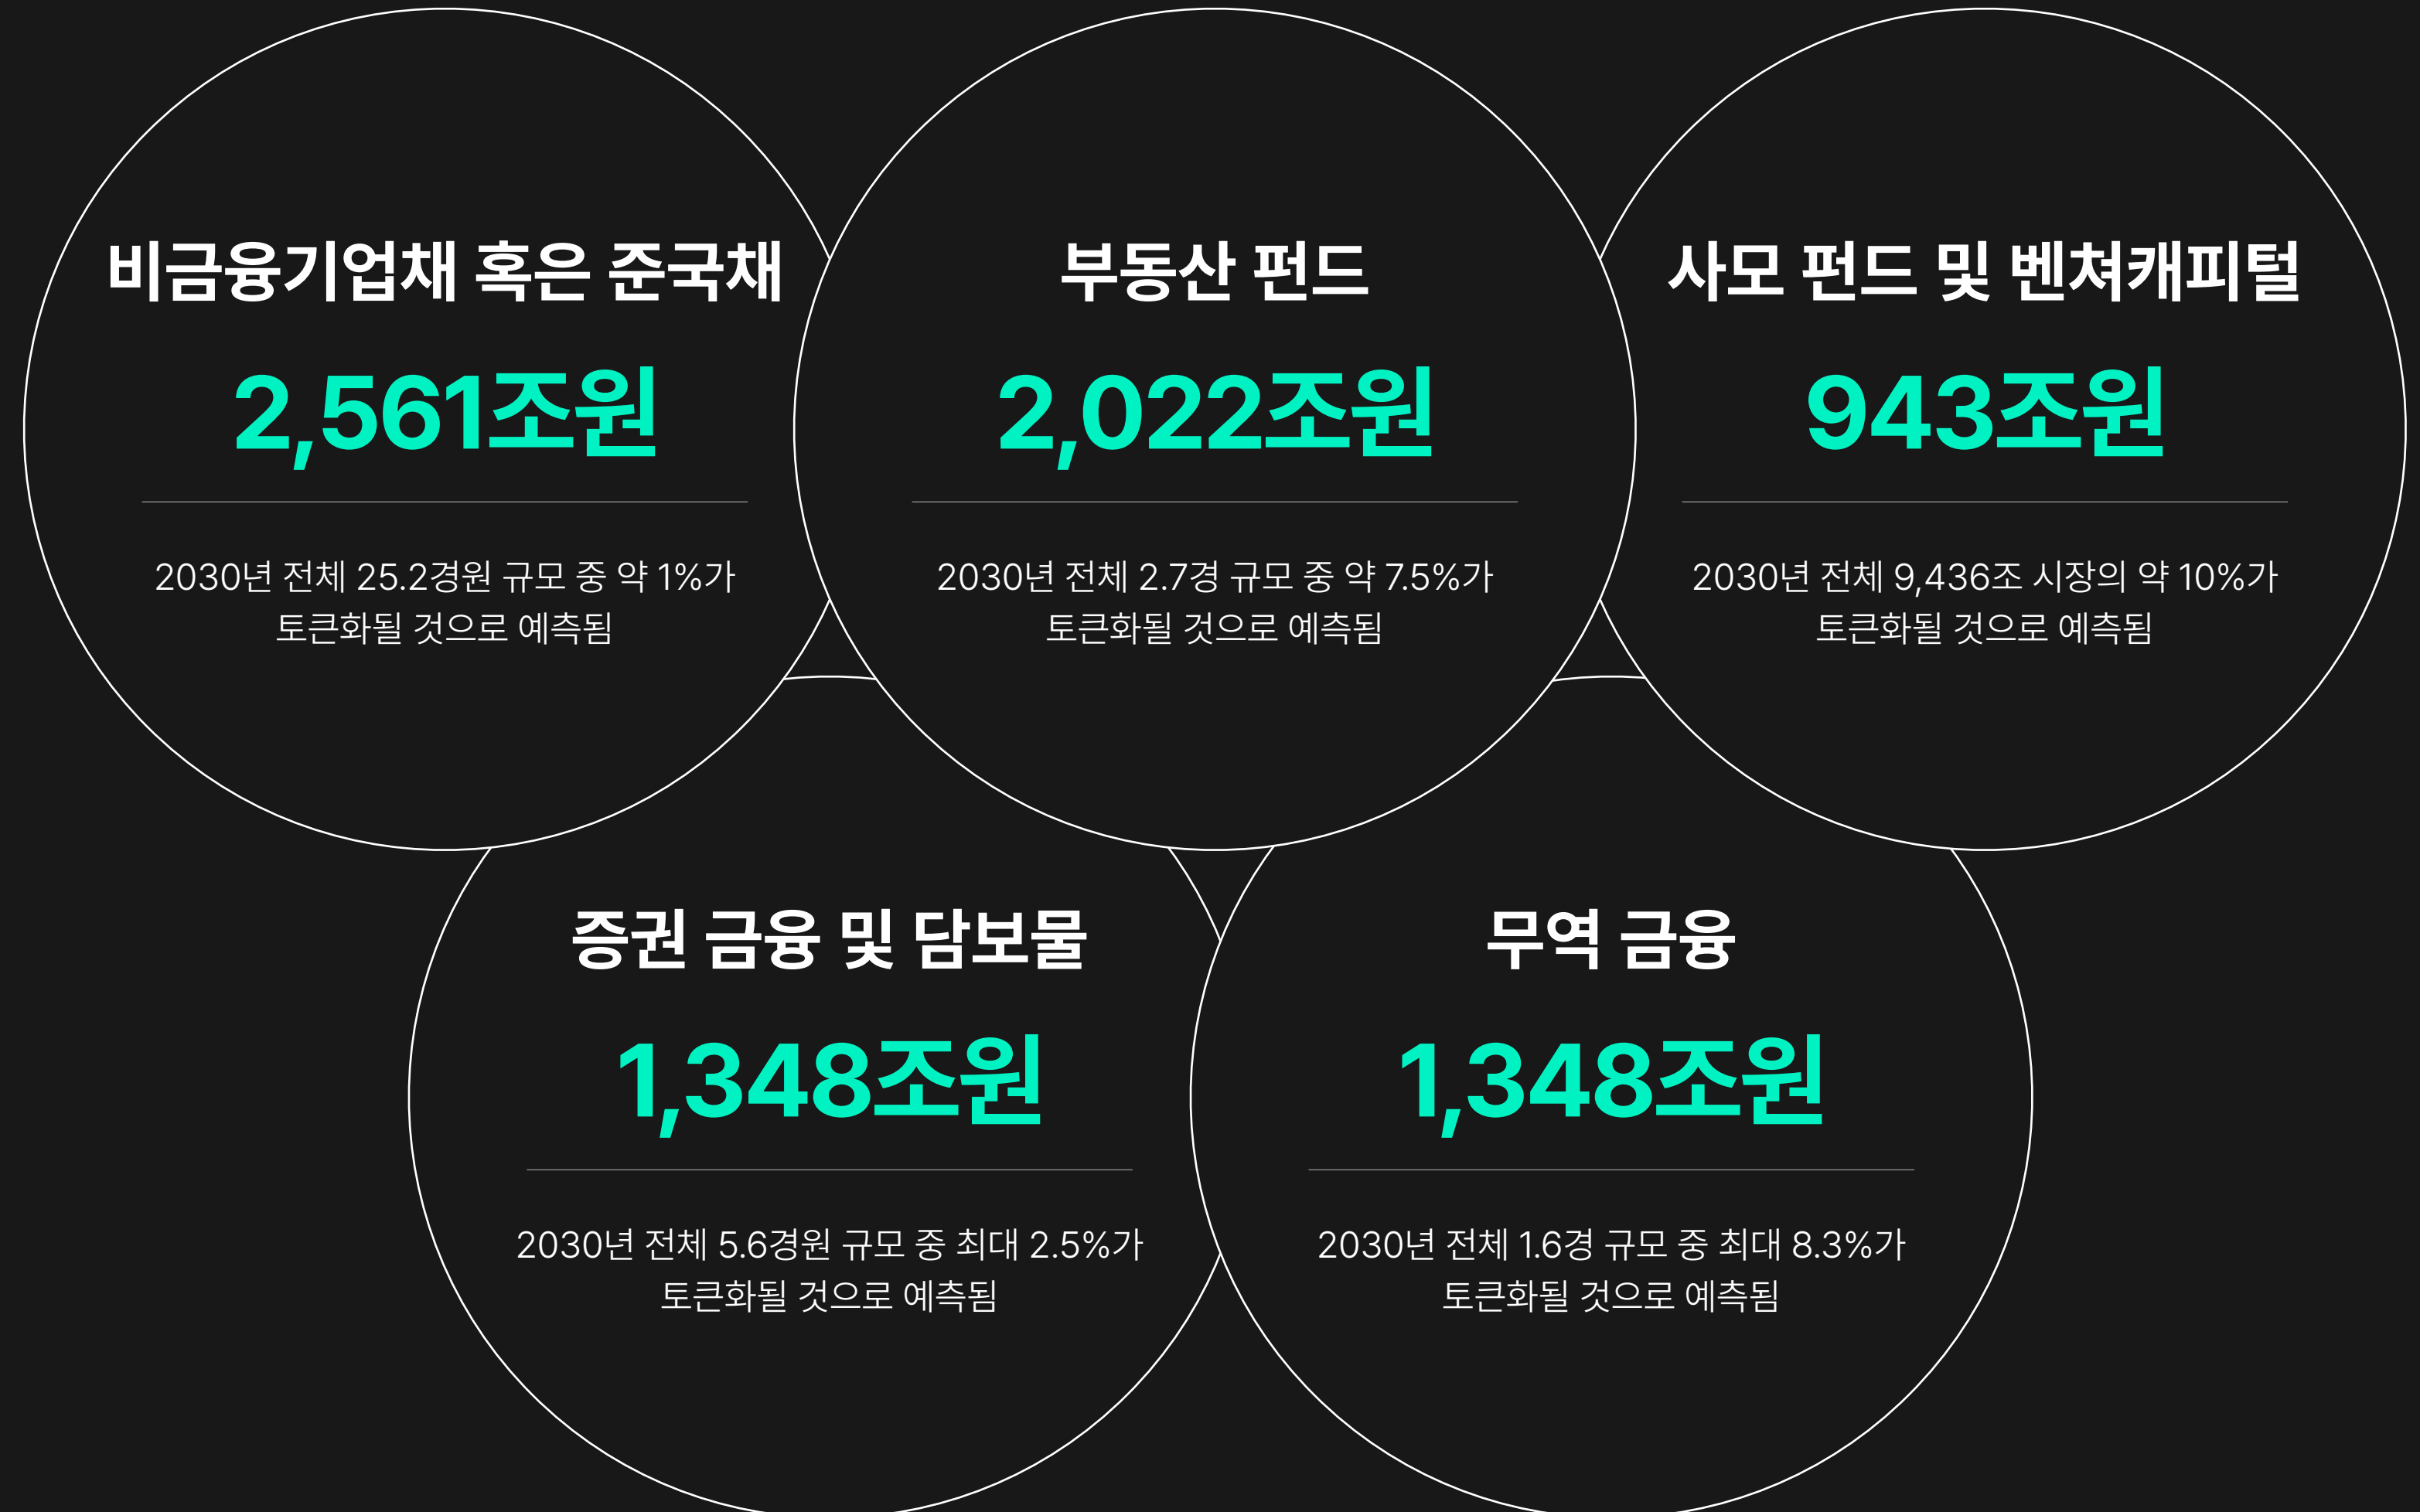 비금융기업채 혹은 준국채
2,561조원
2030년 전체 25.2경원 규모 중 약 1%가
토큰화될 것으로 예측됨
부동산 펀드
2,022조원
2030년 전체 2.7경 규모 중 약 7.5%가
토큰화될 것으로 예측됨
사모 펀드 및 벤처캐피털
943조원
2030년 전체 9,436조 시장의 약 10%가
토큰화될 것으로 예측됨
증권 금융 및 담보물
1,348조원
2030년 전체 5.6경원 규모 중 최대 2.5%가
토큰화될 것으로 예측됨
무역 금융
1,348조원
2030년 전체 1.6경 규모 중 최대 8.3%가
토큰화될 것으로 예측됨